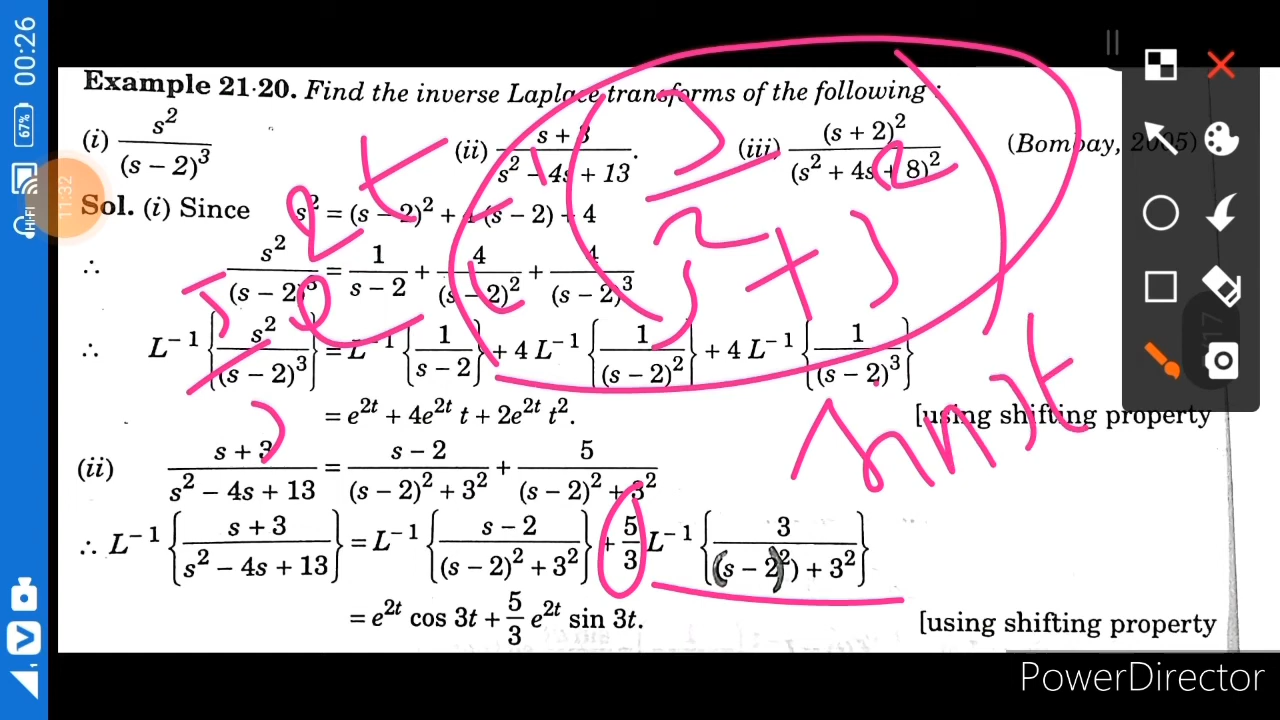 00:26
67%
HI-FI
11:32
Example 21·20. Find the inverse Laplace transforms of the following :
(i) s² / (s – 2)³ (ii) s + 3 / s² – 4s + 13 . (iii) (s + 2)² / (s² + 4s + 8)² (Bombay, 2005)
Sol. (i) Since s² = (s – 2)² + 4 (s – 2) + 4
∴ s² / (s – 2)³ = 1 / s – 2 + 4 / (s – 2)² + 4 / (s – 2)³
∴ L⁻¹ { s² / (s – 2)³ } = L⁻¹ { 1 / s – 2 } + 4 L⁻¹ { 1 / (s – 2)² } + 4 L⁻¹ { 1 / (s – 2)³ }
= e²ᵗ + 4e²ᵗ t + 2e²ᵗ t². [using shifting property
(ii) s + 3 / s² – 4s + 13 = s – 2 / (s – 2)² + 3² + 5 / (s – 2)² + 3²
∴ L⁻¹ { s + 3 / s² – 4s + 13 } = L⁻¹ { s – 2 / (s – 2)² + 3² } + 5/3 L⁻¹ { 3 / (s – 2)²) + 3² }
= e²ᵗ cos 3t + 5/3 e²ᵗ sin 3t. [using shifting property
PowerDirector